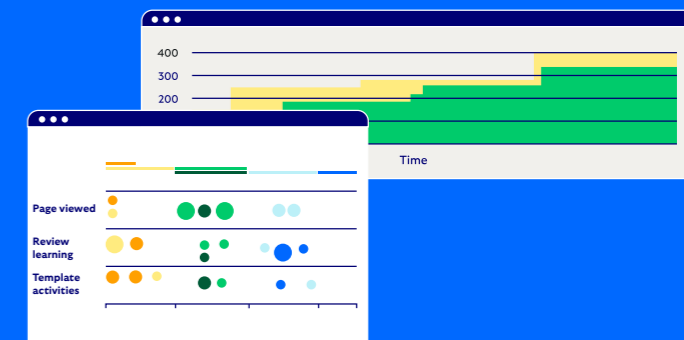 400
300
200
Time
Page viewed
Review
learning
Template
activities